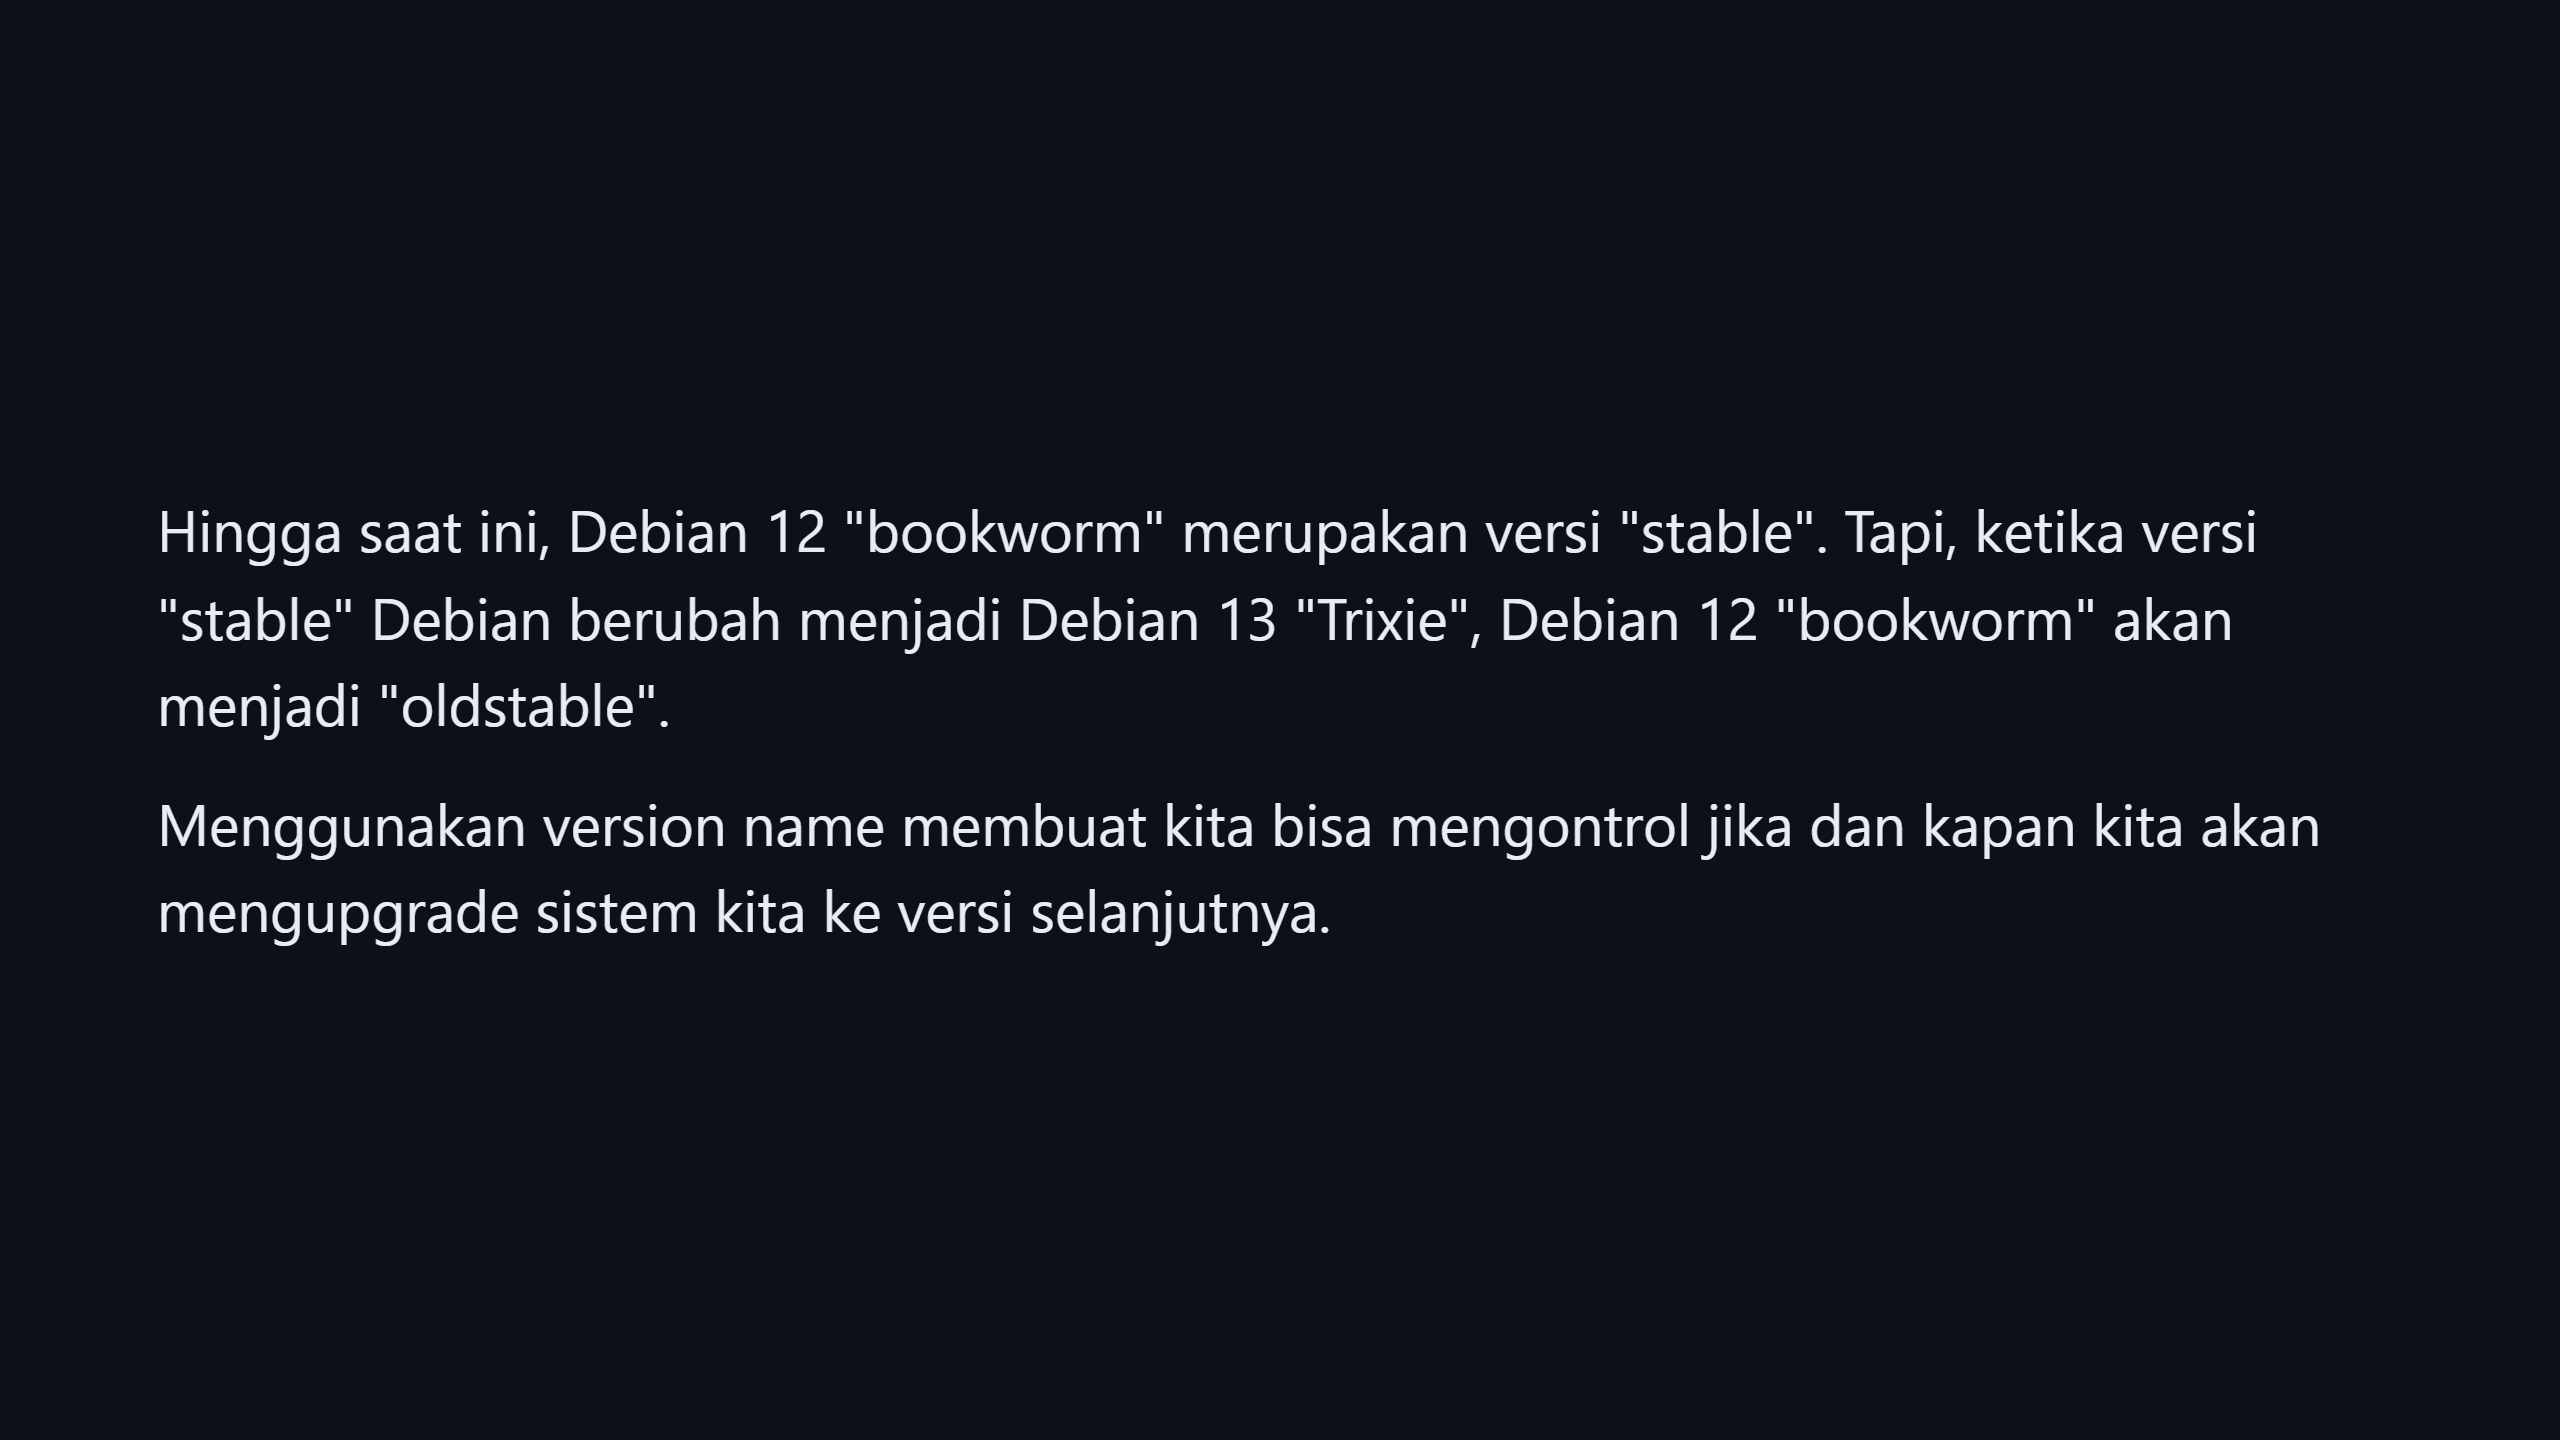 Hingga saat ini, Debian 12 "bookworm" merupakan versi "stable". Tapi, ketika versi
"stable" Debian berubah menjadi Debian 13 "Trixie", Debian 12 "bookworm" akan
menjadi "oldstable".
Menggunakan version name membuat kita bisa mengontrol jika dan kapan kita akan
mengupgrade sistem kita ke versi selanjutnya.